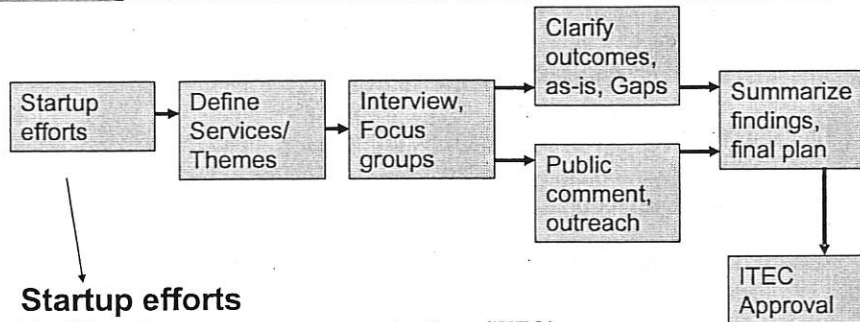 Startup
efforts
Define
Services/
Themes
Interview,
Focus
groups
Clarify
outcomes,
as-is, Gaps
Public
comment,
outreach
Summarize
findings,
final plan
ITEC
Approval
Startup efforts